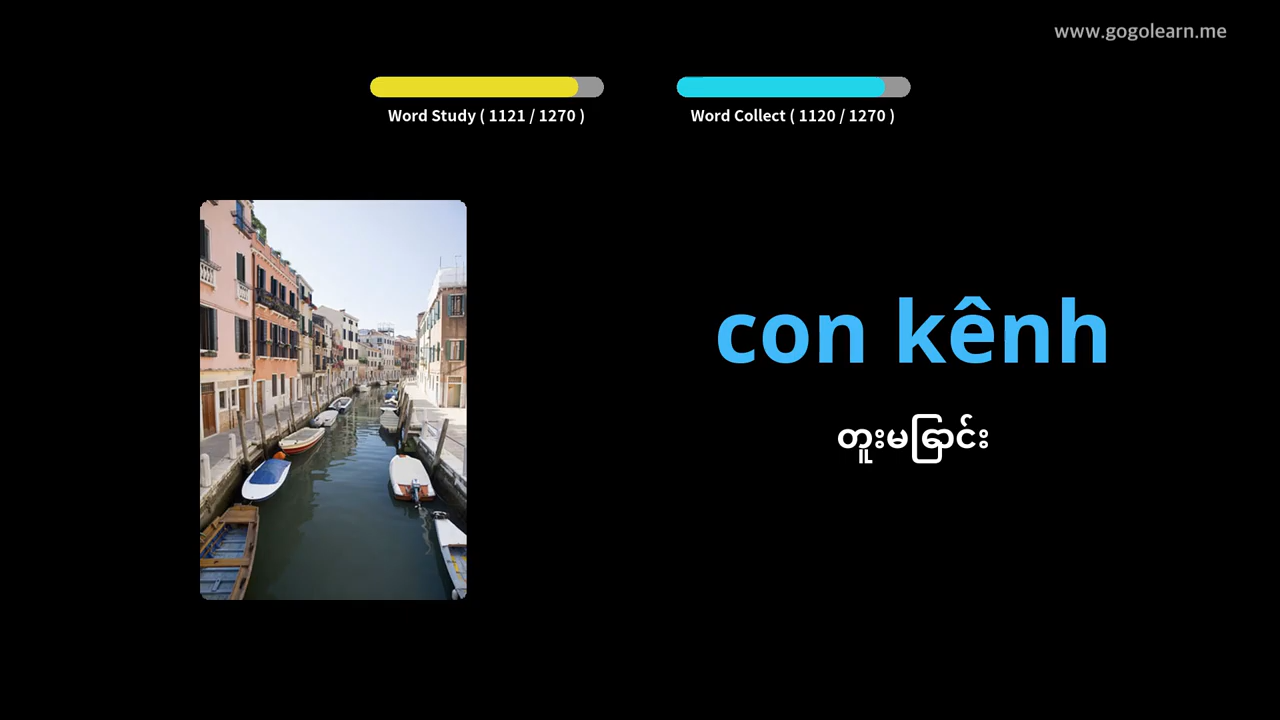 www.gogolearn.me
Word Study ( 1121 / 1270 )
Word Collect ( 1120 / 1270 )
con kênh
တူးမြောင်း